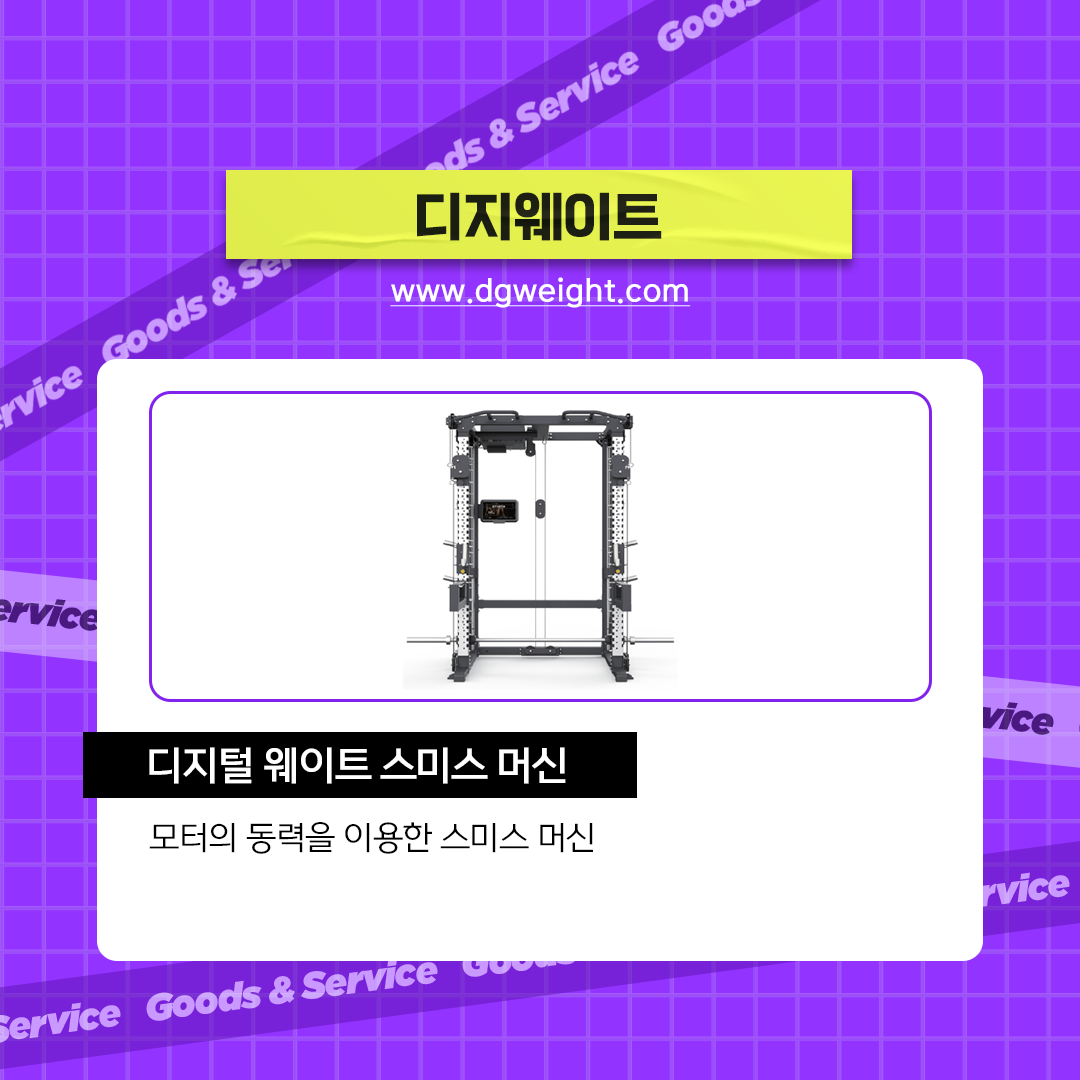 Goods
ods & Service
디지웨이트
www.dgweight.com
Goods & Ser
rvice
디지털 웨이트 스미스 머신
모터의 동력을 이용한 스미스 머신
ervice
vice
rvice
Service Goods & Service Goods